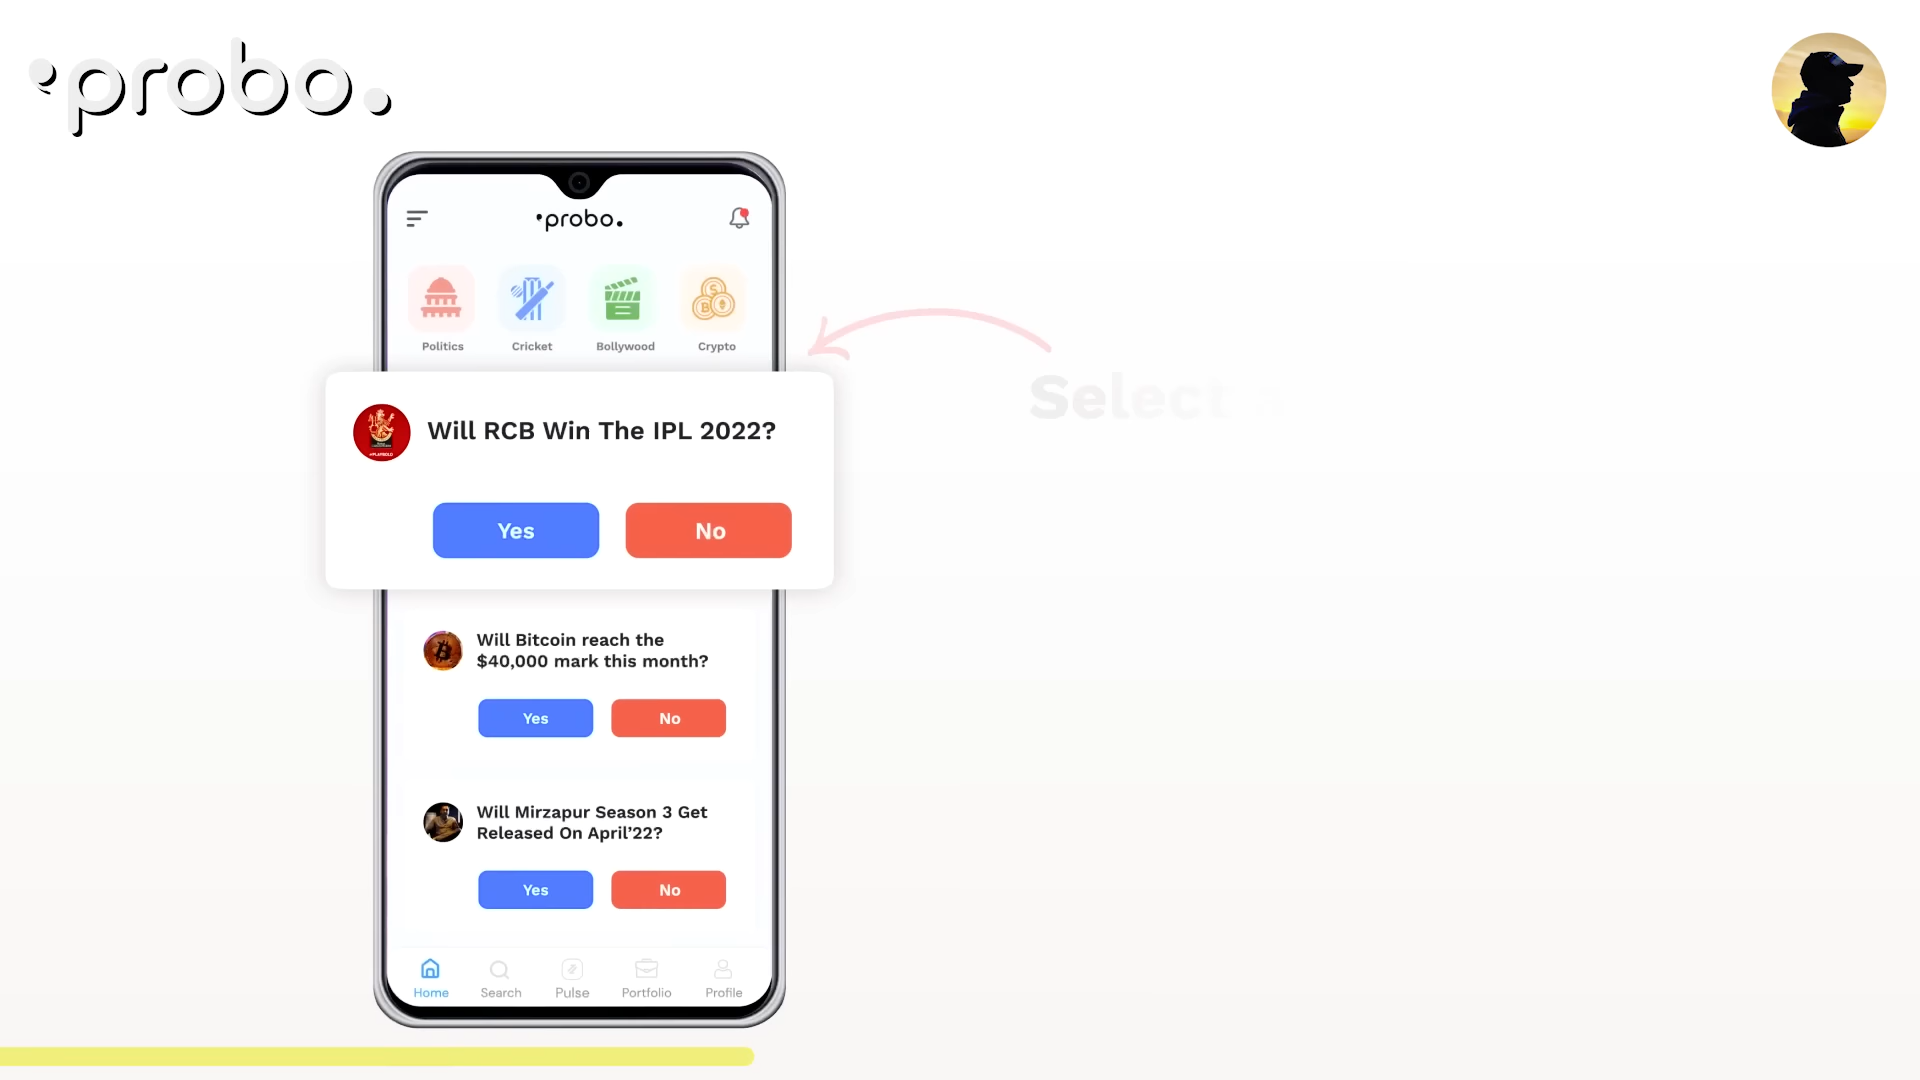 probo.
probo.
Politics Cricket Bollywood Crypto
Select a
Will RCB Win The IPL 2022?
Yes No
Will Bitcoin reach the
$40,000 mark this month?
Yes No
Will Mirzapur Season 3 Get
Released On April’22?
Yes No
Home Search Pulse Portfolio Profile